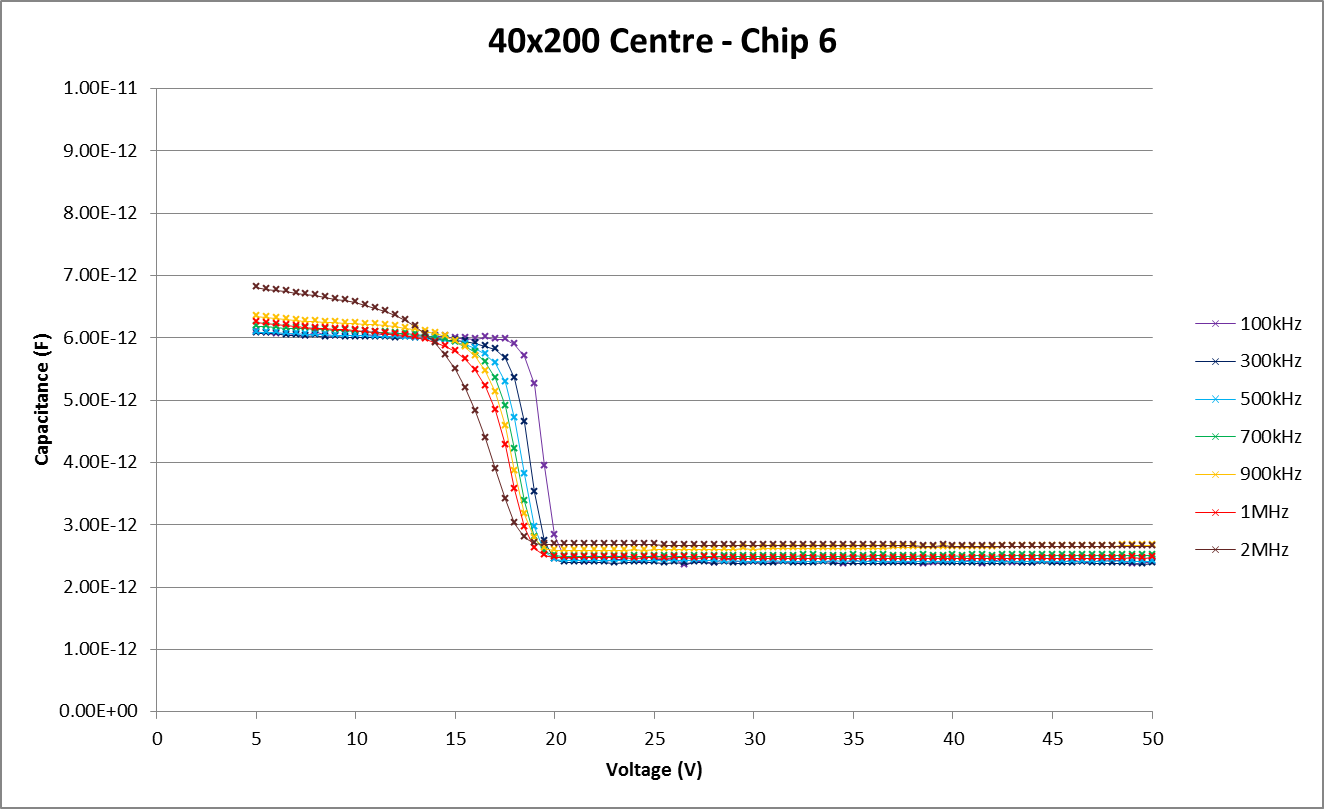 40x200 Centre - Chip 6
1.00E-11
9.00E-12
8.00E-12
7.00E-12
6.00E-12
5.00E-12
4.00E-12
3.00E-12
2.00E-12
1.00E-12
0.00E+00
Capacitance (F)
0 5 10 15 20 25 30 35 40 45 50
Voltage (V)
100kHz
300kHz
500kHz
700kHz
900kHz
1MHz
2MHz